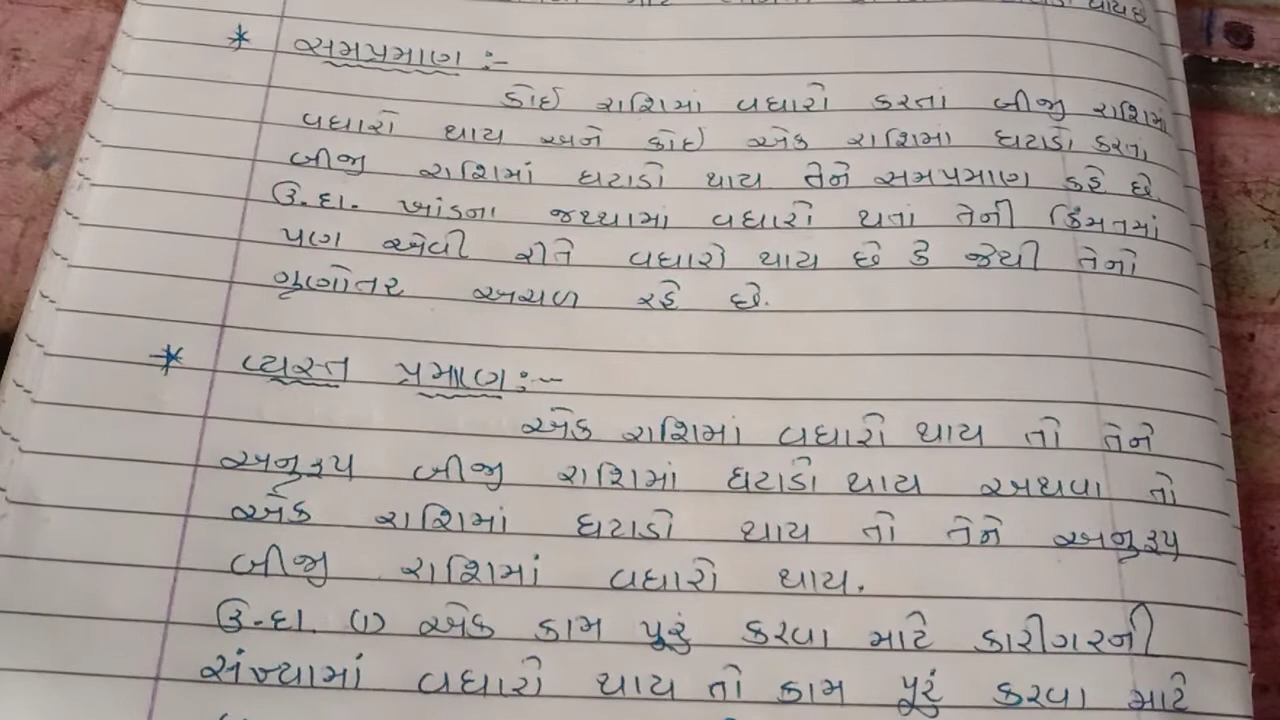 * સમપ્રમાણ :-
કોઈ રાશિમાં વધારો કરતાં બીજી રાશિમાં
વધારો થાય અને કોઈ એક રાશિમાં ઘટાડો કરતા
બીજી રાશિમાં ઘટાડો થાય તેને સમપ્રમાણ કહે છે.
ઉ.દા. ખાંડના જથ્થામાં વધારો થતાં તેની કિંમતમાં
પણ એવી રીતે વધારો થાય છે કે જેથી તેનો
ગુણોતર અચળ રહે છે.
* વ્યસ્ત પ્રમાણ :-
એક રાશિમાં વધારો થાય તો તેને
અનુરૂપ બીજી રાશિમાં ઘટાડો થાય અથવા તો
એક રાશિમાં ઘટાડો થાય તો તેને અનુરૂપ
બીજી રાશિમાં વધારો થાય.
ઉ.દા. (૧) એક કામ પૂરું કરવા માટે કારીગરની
સંખ્યામાં વધારો થાય તો કામ પૂરું કરવા માટે